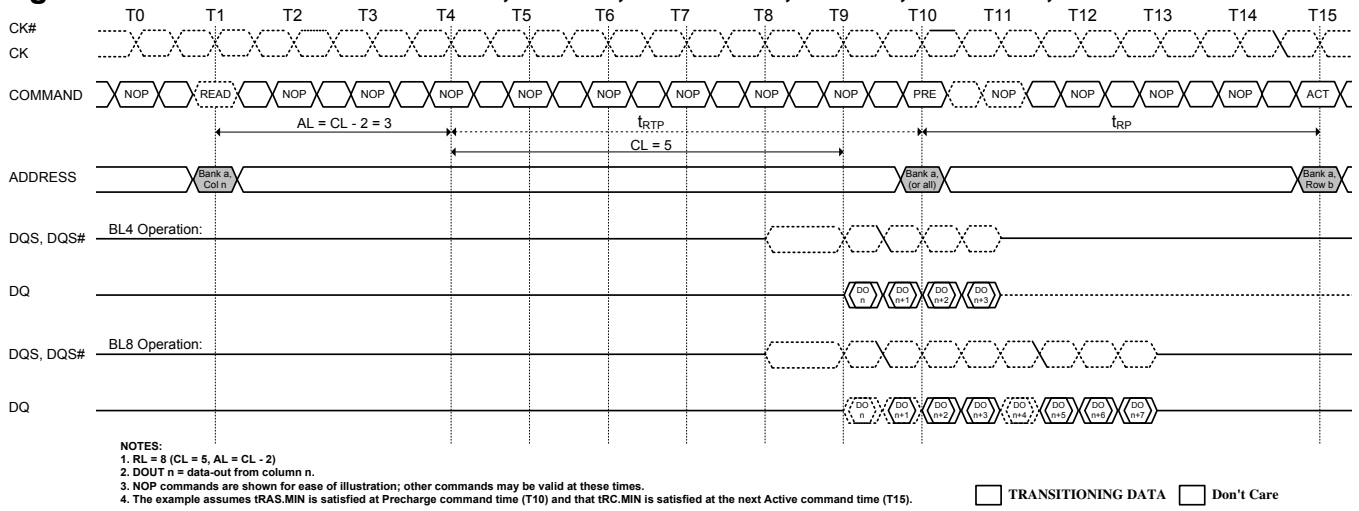 T0 T1 T2 T3 T4 T5 T6 T7 T8 T9 T10 T11 T12 T13 T14 T15
CK#
CK
COMMAND NOP READ NOP NOP NOP NOP NOP NOP NOP NOP PRE NOP NOP NOP NOP ACT
AL = CL - 2 = 3 tRTP tRP
CL = 5
ADDRESS
Bank a, Col n
Bank a, (or all)
Bank a, Row b
DQS, DQS# BL4 Operation:
DQ DO n DO n+1 DO n+2 DO n+3
DQS, DQS# BL8 Operation:
DQ DO n DO n+1 DO n+2 DO n+3 DO n+4 DO n+5 DO n+6 DO n+7
NOTES:
1. RL = 8 (CL = 5, AL = CL - 2)
2. DOUT n = data-out from column n.
3. NOP commands are shown for ease of illustration; other commands may be valid at these times.
4. The example assumes tRAS.MIN is satisfied at Precharge command time (T10) and that tRC.MIN is satisfied at the next Active command time (T15).
TRANSITIONING DATA Don't Care